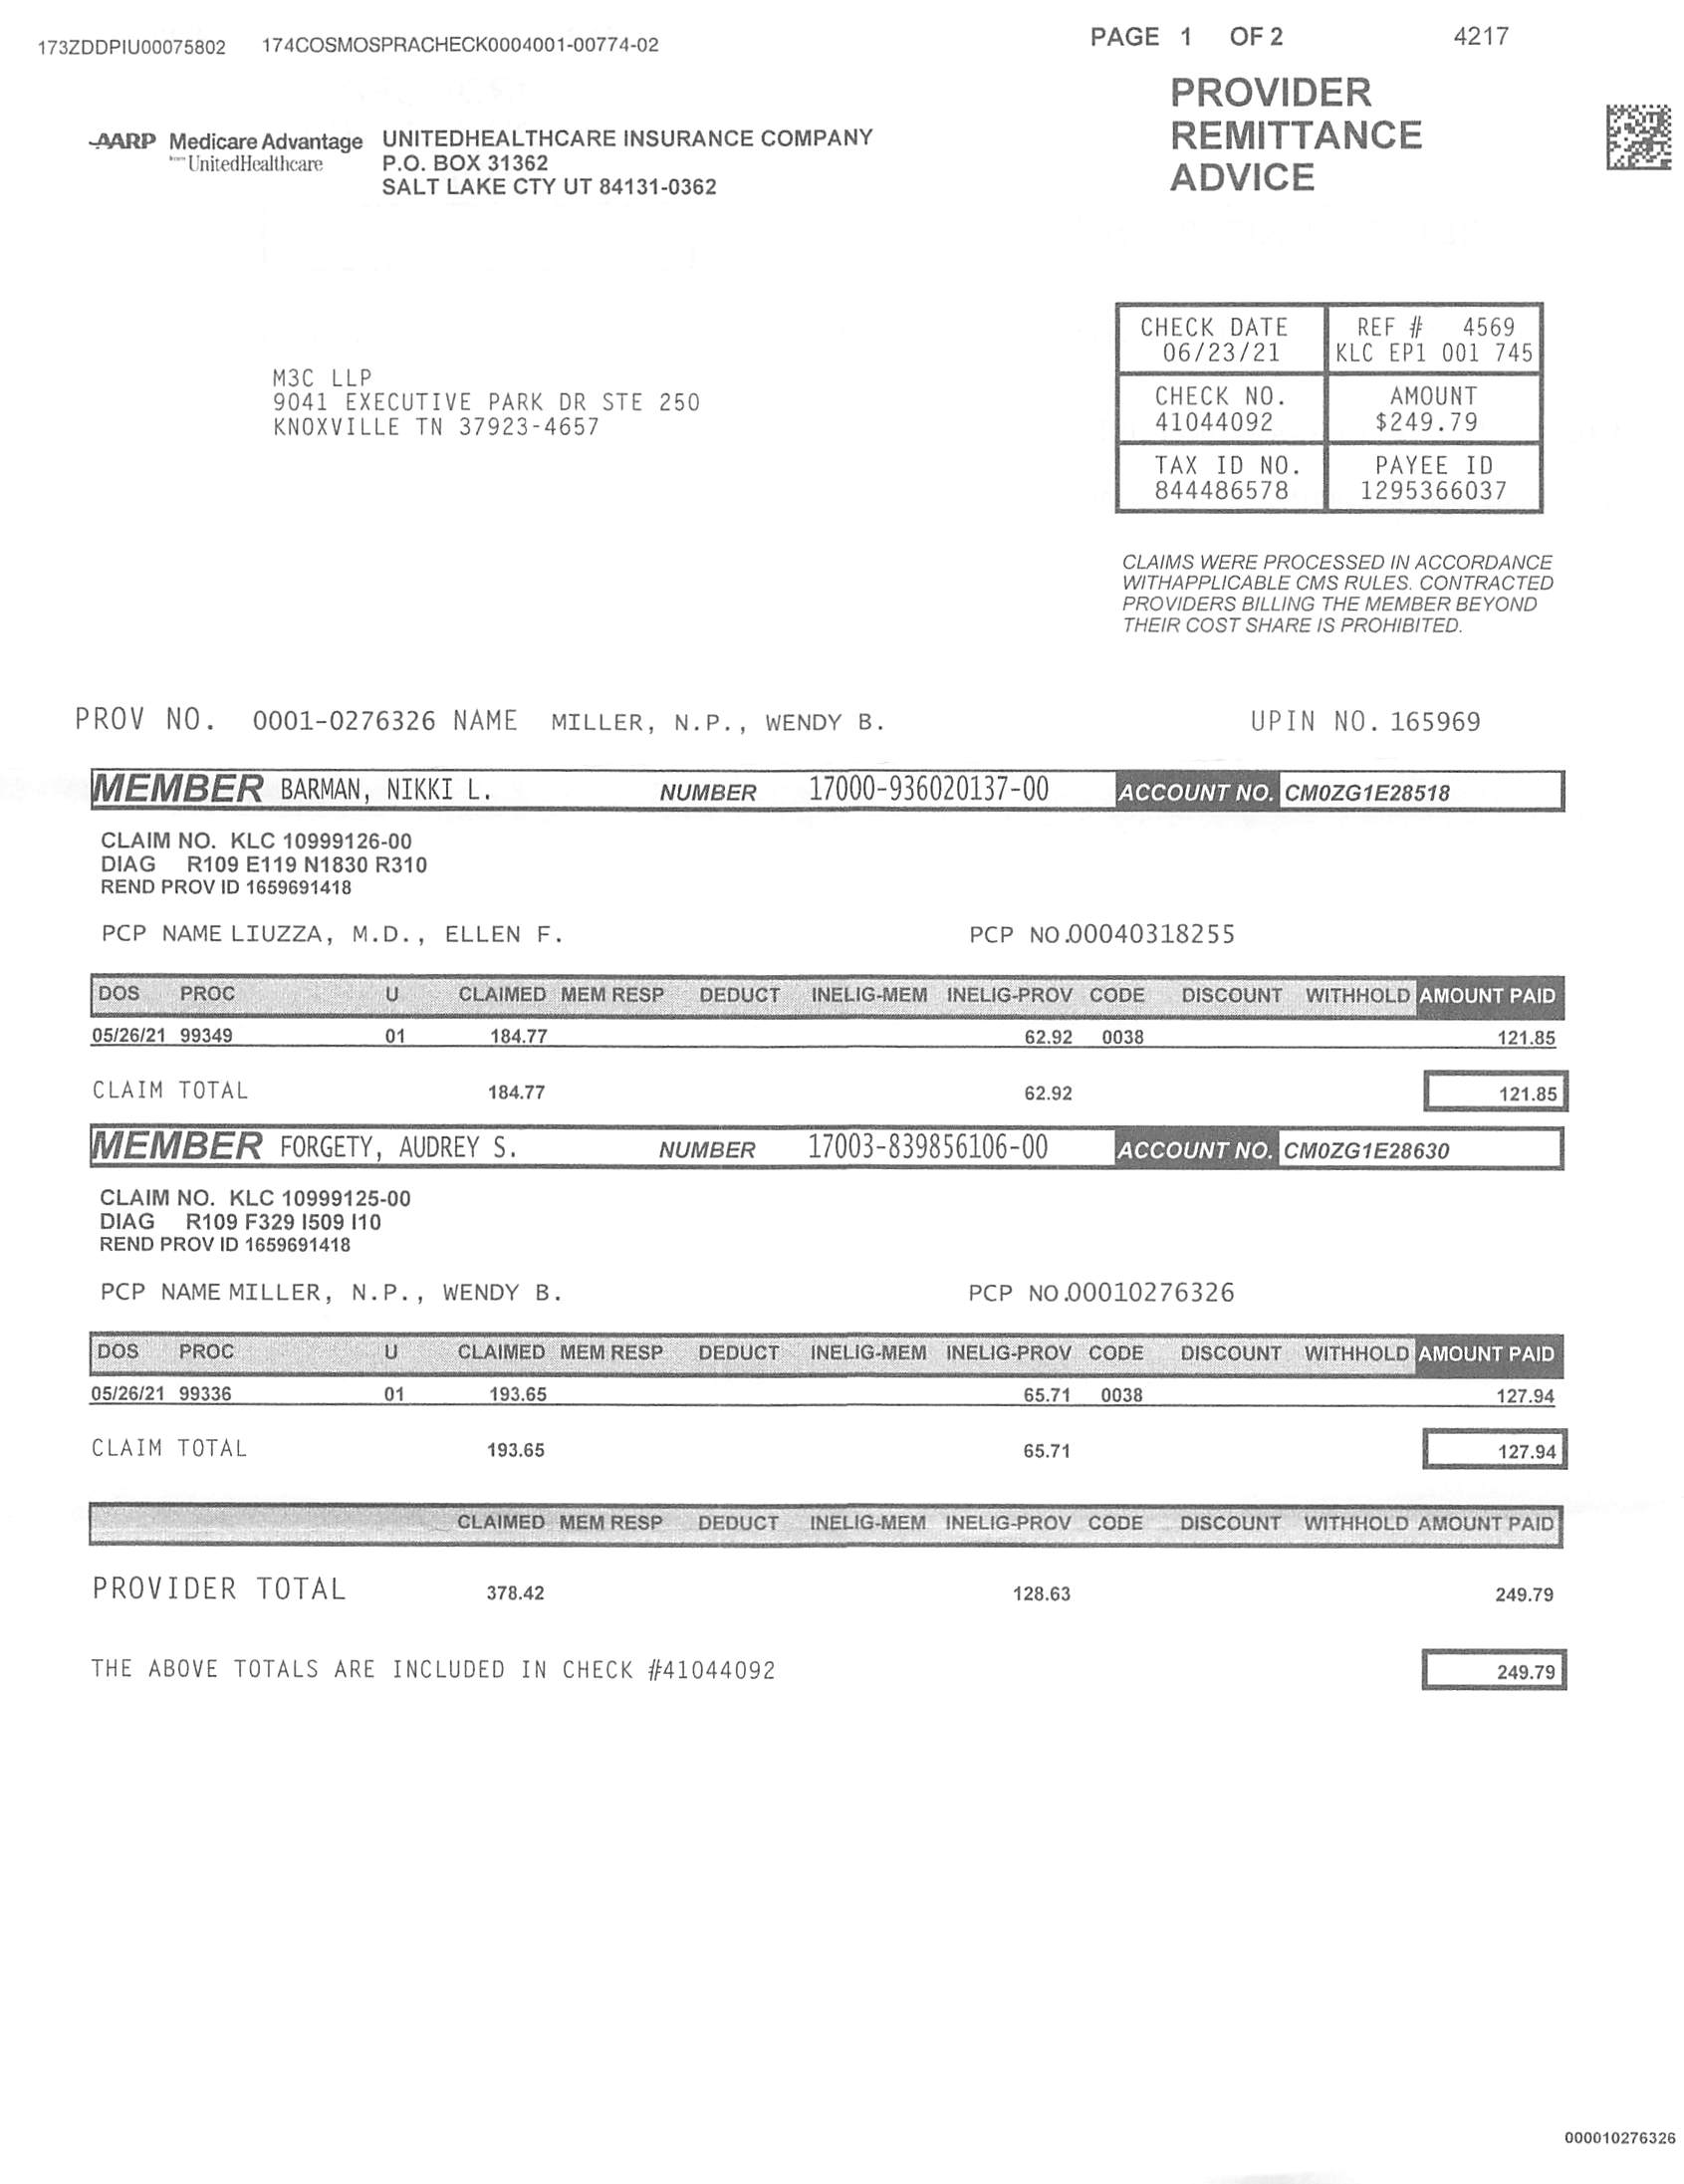 173ZDDPIU00075802 174COSMOSPRACHECK0004001-00774-02 PAGE 1 OF 2 4217
PROVIDER
REMITTANCE
ADVICE
AARP Medicare Advantage
from UnitedHealthcare
UNITEDHEALTHCARE INSURANCE COMPANY
P.O. BOX 31362
SALT LAKE CTY UT 84131-0362
M3C LLP
9041 EXECUTIVE PARK DR STE 250
KNOXVILLE TN 37923-4657
CHECK DATE REF # 4569
06/23/21 KLC EP1 001 745
CHECK NO. AMOUNT
41044092 $249.79
TAX ID NO. PAYEE ID
844486578 1295366037
CLAIMS WERE PROCESSED IN ACCORDANCE
WITHAPPLICABLE CMS RULES. CONTRACTED
PROVIDERS BILLING THE MEMBER BEYOND
THEIR COST SHARE IS PROHIBITED.
PROV NO. 0001-0276326 NAME MILLER, N.P., WENDY B. UPIN NO. 165969
MEMBER BARMAN, NIKKI L. NUMBER 17000-936020137-00 ACCOUNT NO. CM0ZG1E28518
CLAIM NO. KLC 10999126-00
DIAG R109 E119 N1830 R310
REND PROV ID 1659691418
PCP NAME LIUZZA, M.D., ELLEN F. PCP NO.00040318255
DOS PROC U CLAIMED MEM RESP DEDUCT INELIG-MEM INELIG-PROV CODE DISCOUNT WITHHOLD AMOUNT PAID
05/26/21 99349 01 184.77 62.92 0038 121.85
CLAIM TOTAL 184.77 62.92 121.85
MEMBER FORGETY, AUDREY S. NUMBER 17003-839856106-00 ACCOUNT NO. CM0ZG1E28630
CLAIM NO. KLC 10999125-00
DIAG R109 F329 I509 I10
REND PROV ID 1659691418
PCP NAME MILLER, N.P., WENDY B. PCP NO.00010276326
DOS PROC U CLAIMED MEM RESP DEDUCT INELIG-MEM INELIG-PROV CODE DISCOUNT WITHHOLD AMOUNT PAID
05/26/21 99336 01 193.65 65.71 0038 127.94
CLAIM TOTAL 193.65 65.71 127.94
CLAIMED MEM RESP DEDUCT INELIG-MEM INELIG-PROV CODE DISCOUNT WITHHOLD AMOUNT PAID
PROVIDER TOTAL 378.42 128.63 249.79
THE ABOVE TOTALS ARE INCLUDED IN CHECK #41044092 249.79
000010276326